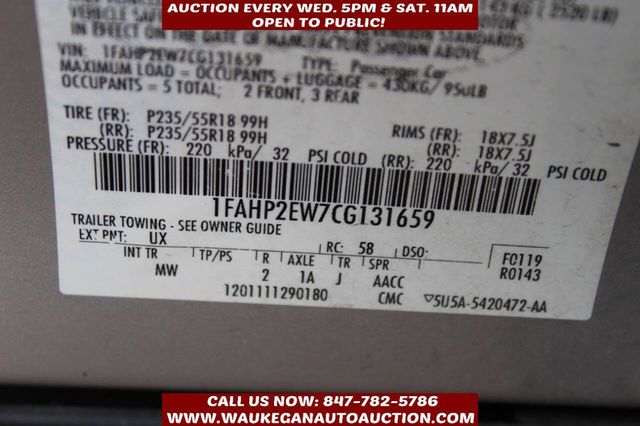 AUCTION EVERY WED. 5PM & SAT. 11AM
OPEN TO PUBLIC!
VEHICLE
IN EFFECT ON THE DATE OF MANUFACTURE SHOWN ABOVE.
VIN: 1FAHP2EW7CG131659 TYPE: Passenger Car
MAXIMUM LOAD = OCCUPANTS + LUGGAGE = 430KG/ 950LB
OCCUPANTS = 5 TOTAL; 2 FRONT, 3 REAR
TIRE (FR): P235/55R18 99H RIMS (FR): 18X7.5J
(RR): P235/55R18 99H (RR): 18X7.5J
PRESSURE (FR): 220 kPa/ 32 PSI COLD (RR): 220 kPa/ 32 PSI COLD
1FAHP2EW7CG131659
TRAILER TOWING - SEE OWNER GUIDE
EXT PNT: UX RC: 58 DSO: F0119
INT TR TP/PS R AXLE TR SPR R0143
MW 2 1A J AACC
1201111290180 CMC ▽5U5A-5420472-AA
CALL US NOW: 847-782-5786
WWW.WAUKEGANAUTOAUCTION.COM